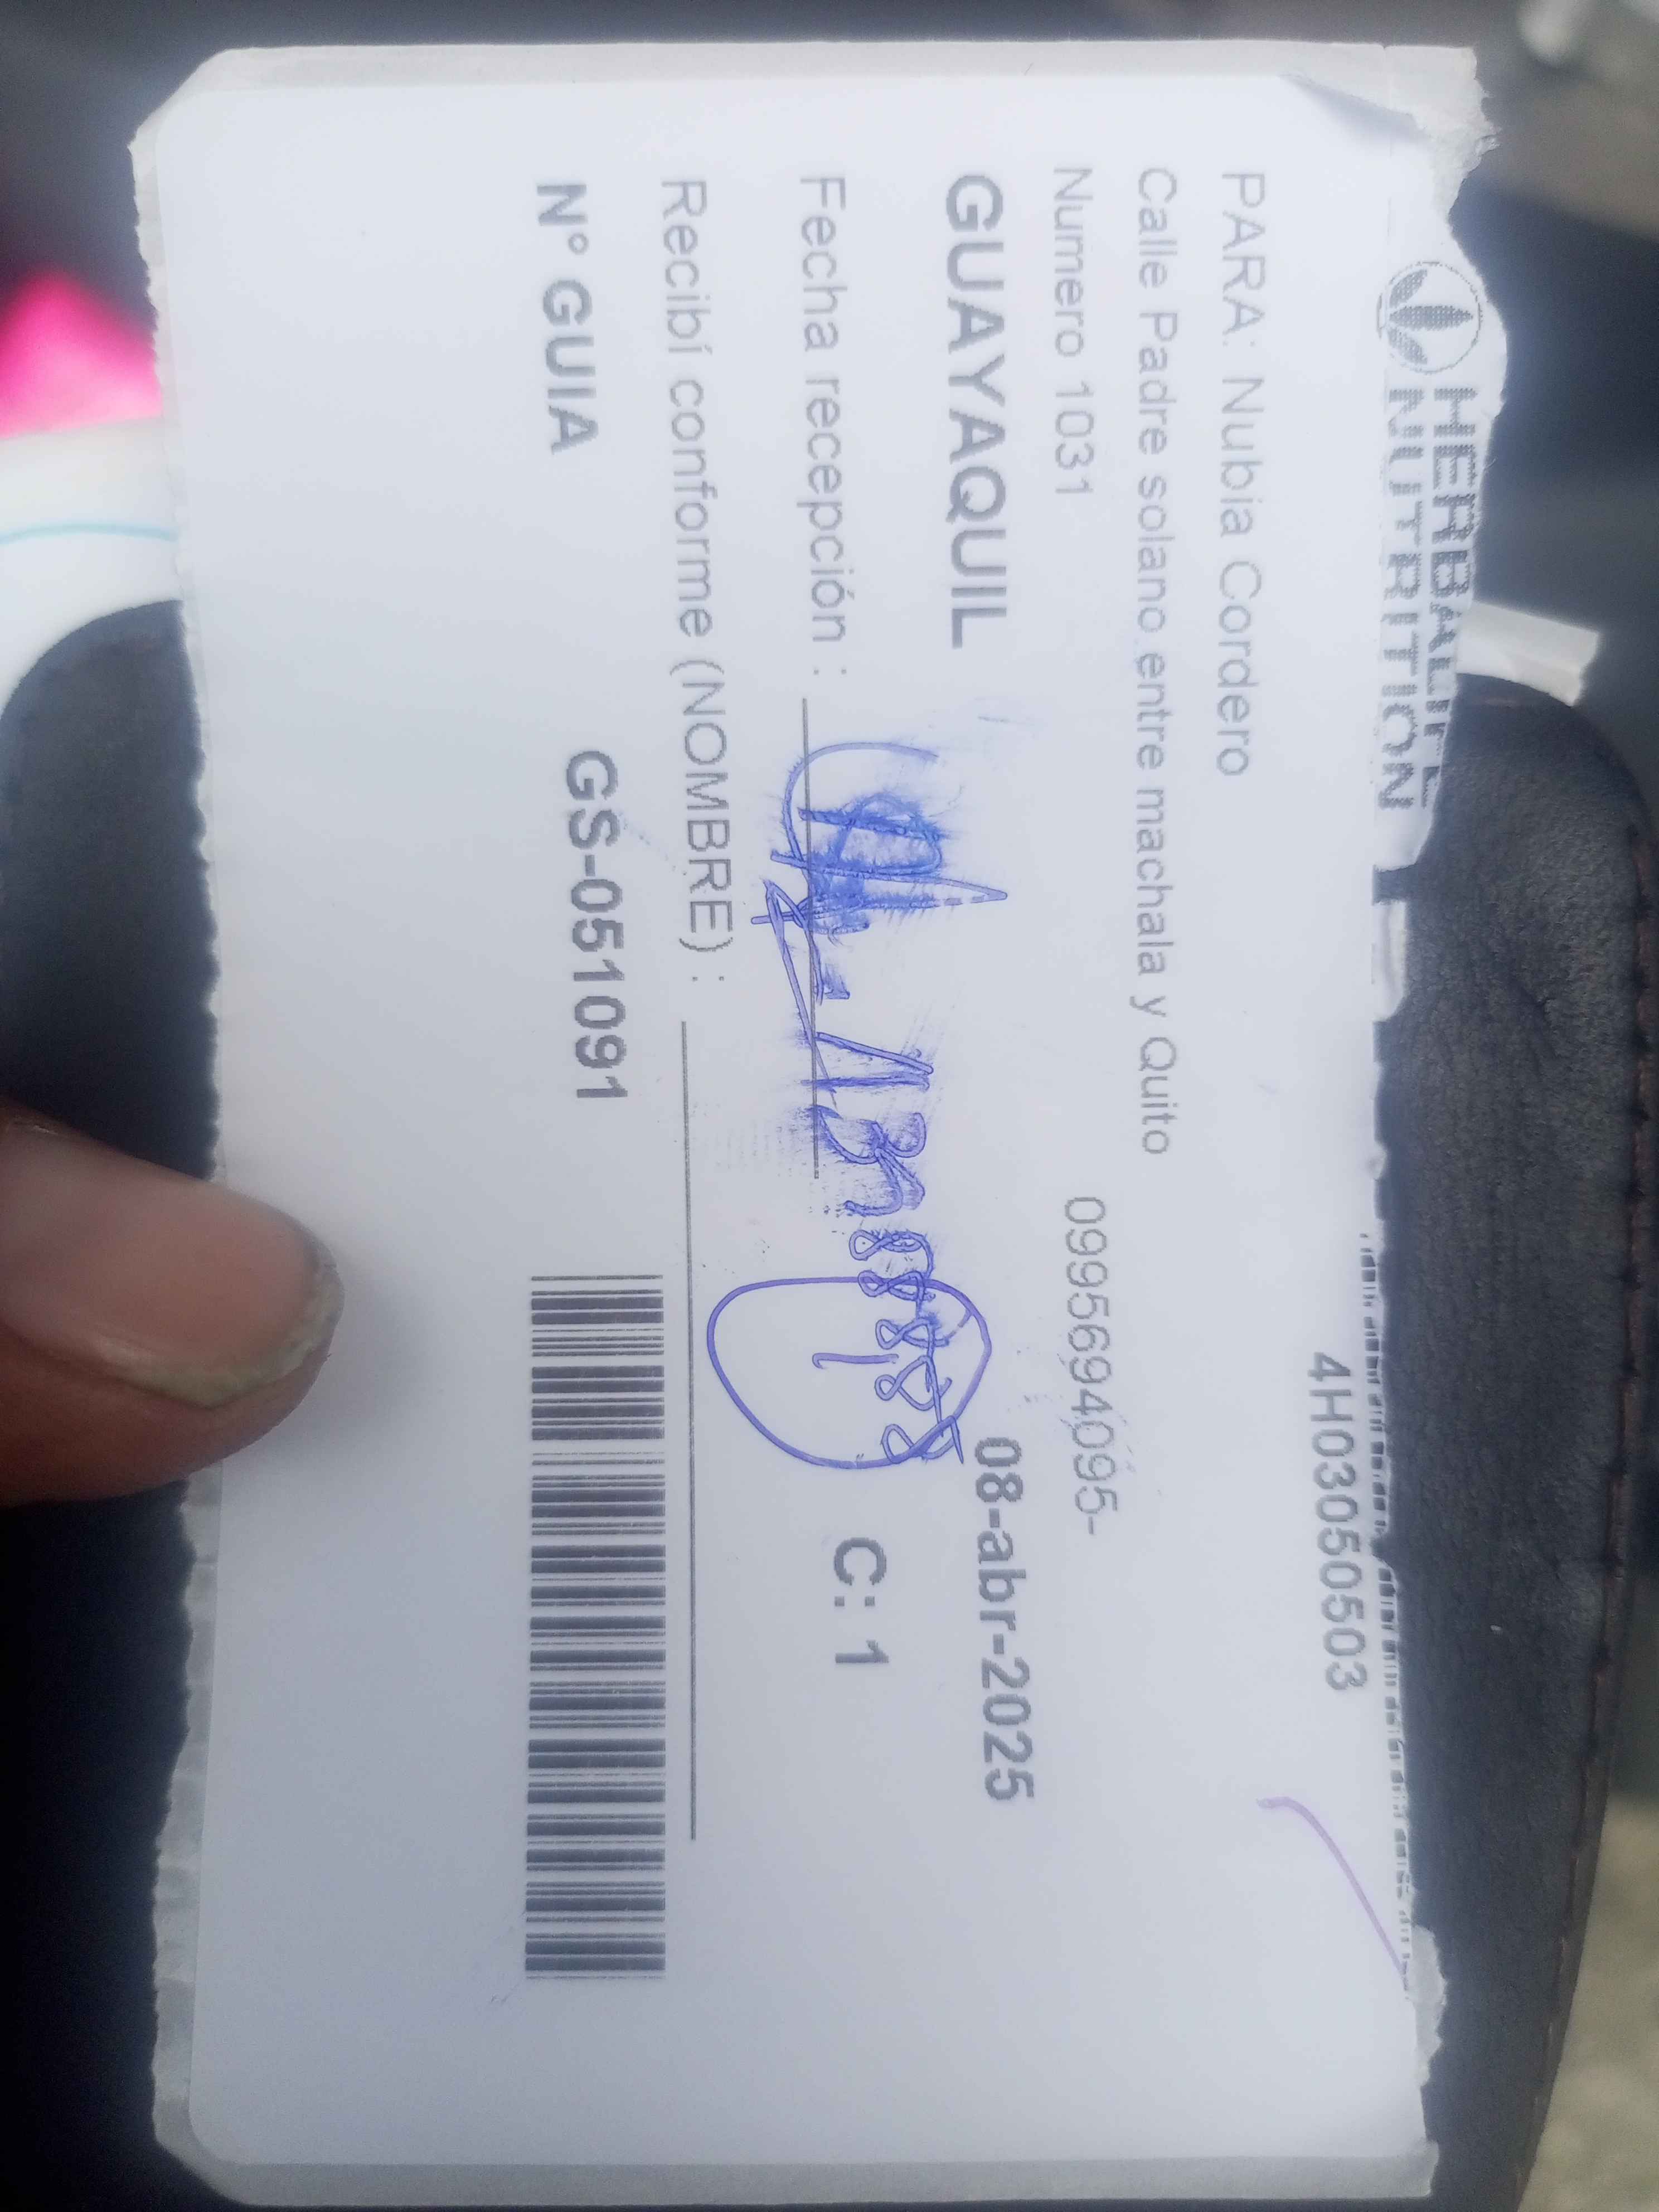 HERBALIFE
NUTRITION
4H03050503
PARA: Nubia Cordero
Calle Padre solano entre machala y Quito
Numero 1031 0995694095-
GUAYAQUIL 08-abr-2025
Fecha recepción : C: 1
Recibí conforme (NOMBRE) :
N° GUIA GS-051091